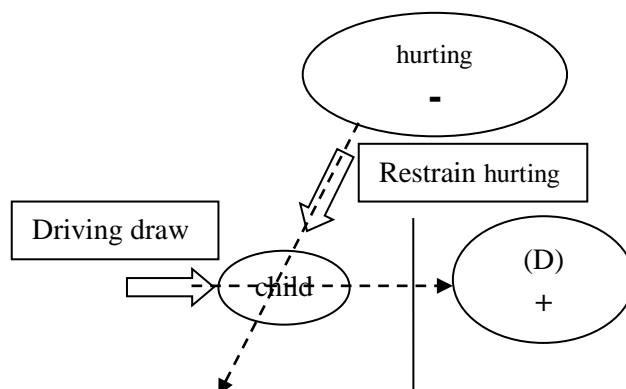 hurting
-
Restrain hurting
Driving draw
(D)
child
+